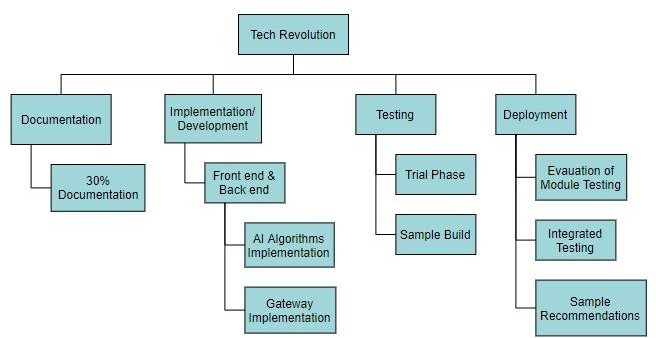 Tech Revolution
Documentation
Implementation/
Development
Testing
Deployment
30%
Documentation
Front end &
Back end
AI Algorithms
Implementation
Gateway
Implementation
Trial Phase
Sample Build
Evauation of
Module Testing
Integrated
Testing
Sample
Recommendations